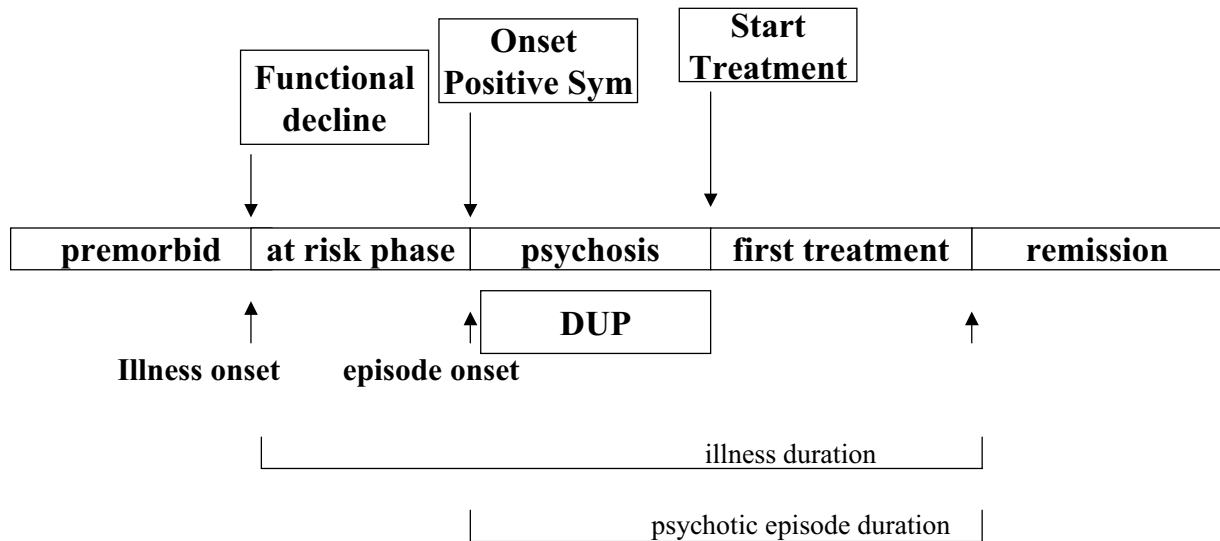 Functional
decline
Onset
Positive Sym
Start
Treatment
premorbid
at risk phase
psychosis
first treatment
remission
DUP
Illness onset
episode onset
illness duration
psychotic episode duration